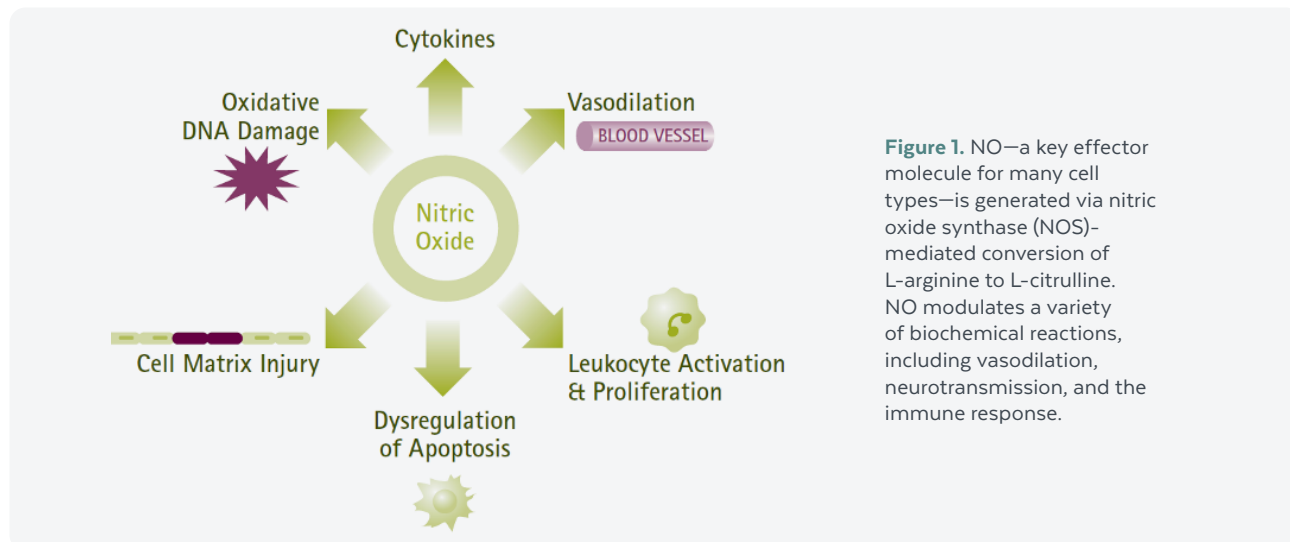 Cytokines
Oxidative
DNA Damage
Vasodilation
BLOOD VESSEL
Nitric
Oxide
Cell Matrix Injury
Leukocyte Activation
& Proliferation
Dysregulation
of Apoptosis
Figure 1. NO—a key effector
molecule for many cell
types—is generated via nitric
oxide synthase (NOS)-
mediated conversion of
L-arginine to L-citrulline.
NO modulates a variety
of biochemical reactions,
including vasodilation,
neurotransmission, and the
immune response.